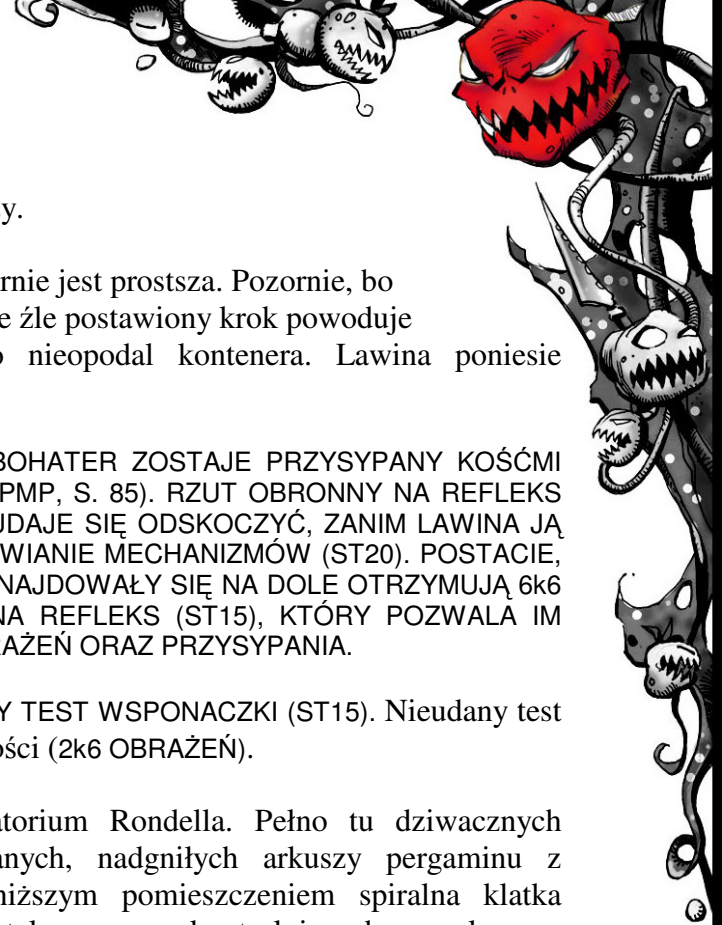 y.
rnie jest prostsza. Pozornie, bo
e źle postawiony krok powoduje
o nieopodal kontenera. Lawina poniesie
BOHATER ZOSTAJE PRZYSYPANY KOŚĆMI
PMP, S. 85). RZUT OBRONNY NA REFLEKS
UDAJE SIĘ ODSKOCZYĆ, ZANIM LAWINA JĄ
WIANIE MECHANIZMÓW (ST20). POSTACIE,
NAJDOWAŁY SIĘ NA DOLE OTRZYMUJĄ 6k6
NA REFLEKS (ST15), KTÓRY POZWALA IM
RAŻEŃ ORAZ PRZYSYPANIA.
Y TEST WSPONACZKI (ST15). Nieudany test
ości (2k6 OBRAŻEŃ).
atorium Rondella. Pełno tu dziwacznych
anych, nadgniłych arkuszy pergaminu z
niższym pomieszczeniem spiralna klatka